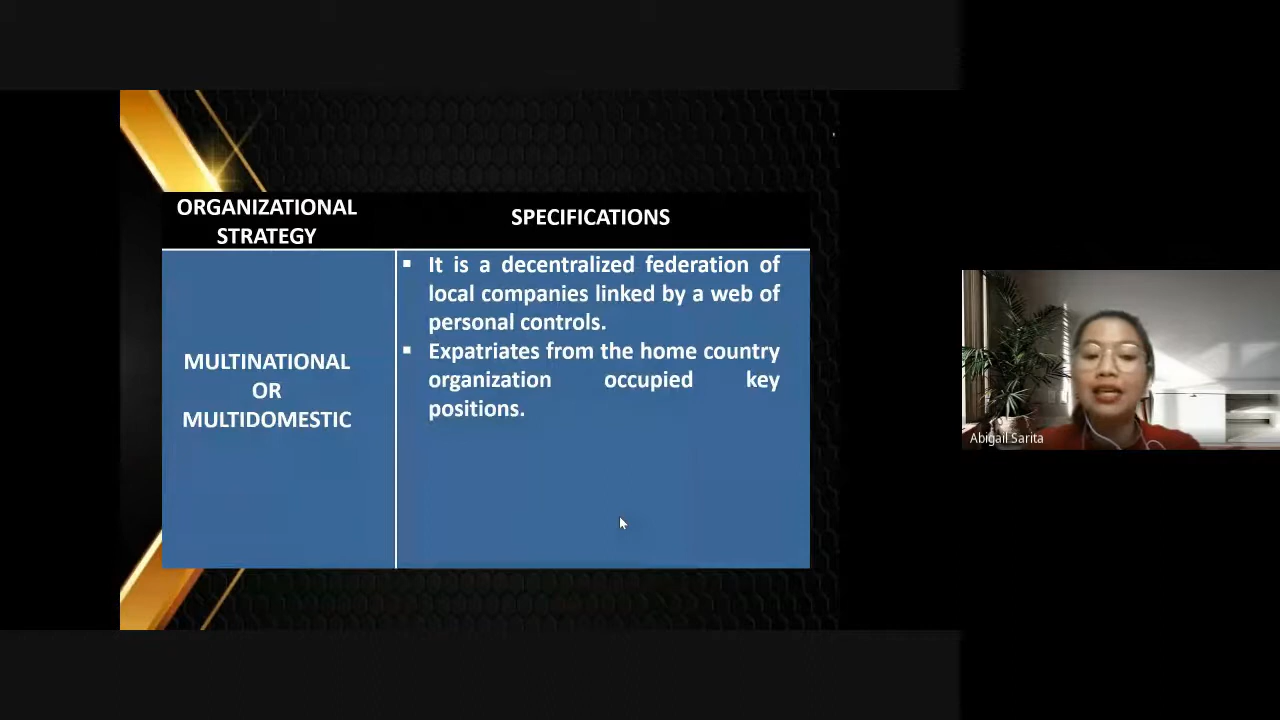 ORGANIZATIONAL
STRATEGY
SPECIFICATIONS
MULTINATIONAL
OR
MULTIDOMESTIC
▪ It is a decentralized federation of
local companies linked by a web of
personal controls.
▪ Expatriates from the home country
organization occupied key
positions.
Abigail Sarita